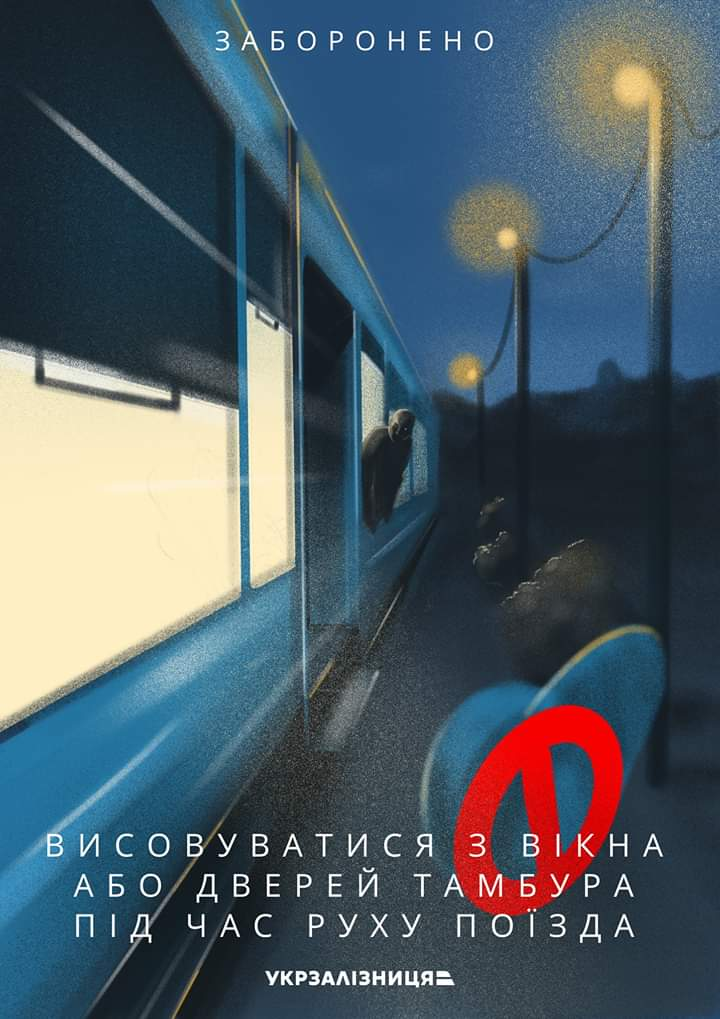 ЗАБОРОНЕНО
ВИСОВУВАТИСЯ З ВІКНА
АБО ДВЕРЕЙ ТАМБУРА
ПІД ЧАС РУХУ ПОЇЗДА
УКРЗАЛІЗНИЦЯ